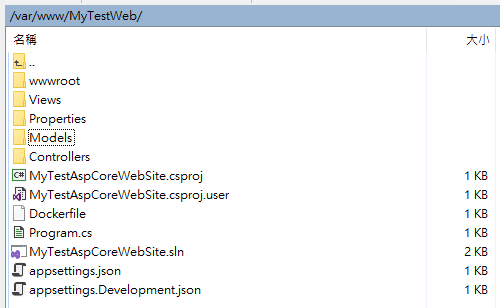 /var/www/MyTestWeb/
名稱 大小
..
wwwroot
Views
Properties
Models
Controllers
MyTestAspCoreWebSite.csproj 1 KB
MyTestAspCoreWebSite.csproj.user 1 KB
Dockerfile 1 KB
Program.cs 1 KB
MyTestAspCoreWebSite.sln 2 KB
appsettings.json 1 KB
appsettings.Development.json 1 KB